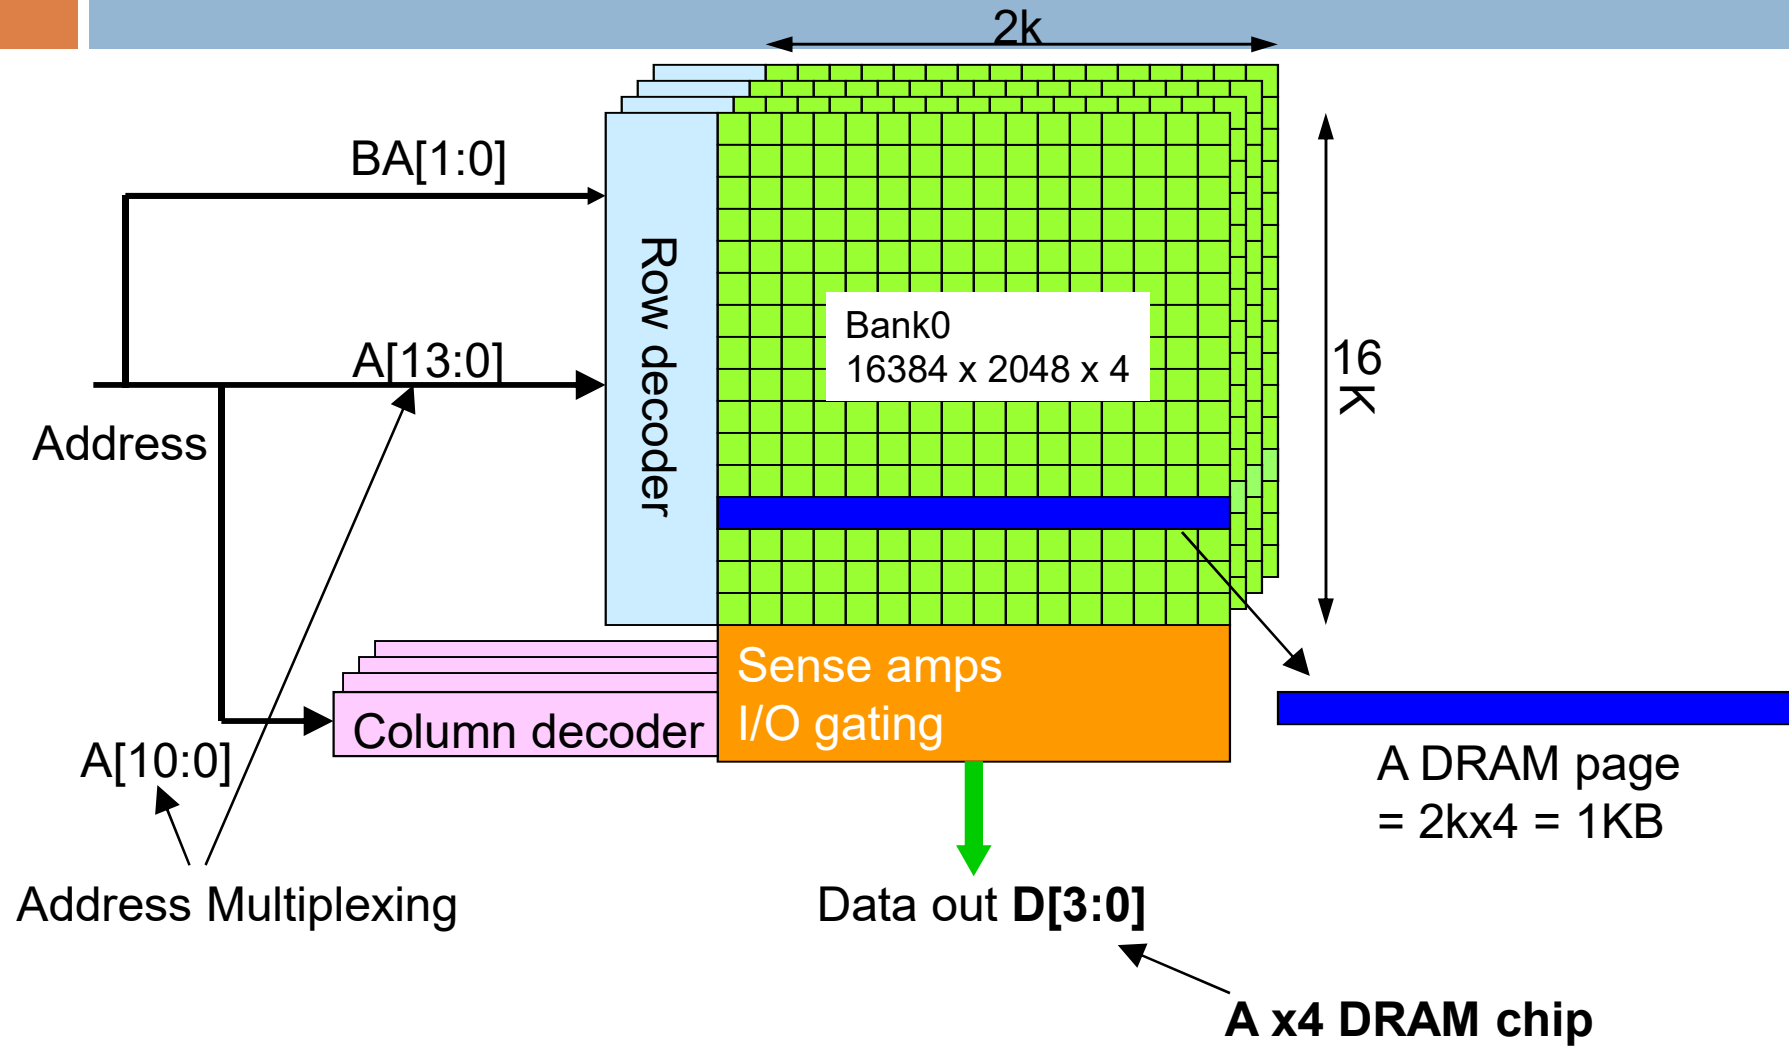 2k
BA[1:0]
Row decoder
Bank0
16384 x 2048 x 4
A[13:0]
16K
Address
Sense amps
I/O gating
Column decoder
A[10:0]
A DRAM page
= 2kx4 = 1KB
Address Multiplexing
Data out D[3:0]
A x4 DRAM chip